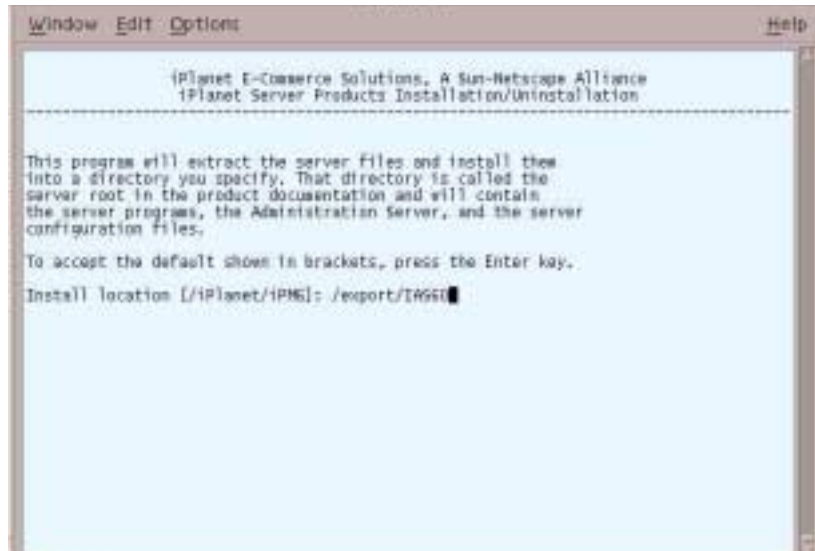 Window Edit Options Help
iPlanet E-Commerce Solutions, A Sun-Netscape Alliance
iPlanet Server Products Installation/Uninstallation
--------------------------------------------------------------------------------
This program will extract the server files and install them
into a directory you specify. That directory is called the
server root in the product documentation and will contain
the server programs, the Administration Server, and the server
configuration files.
To accept the default shown in brackets, press the Enter key.
Install location [/iPlanet/iPMG]: /export/IAS60